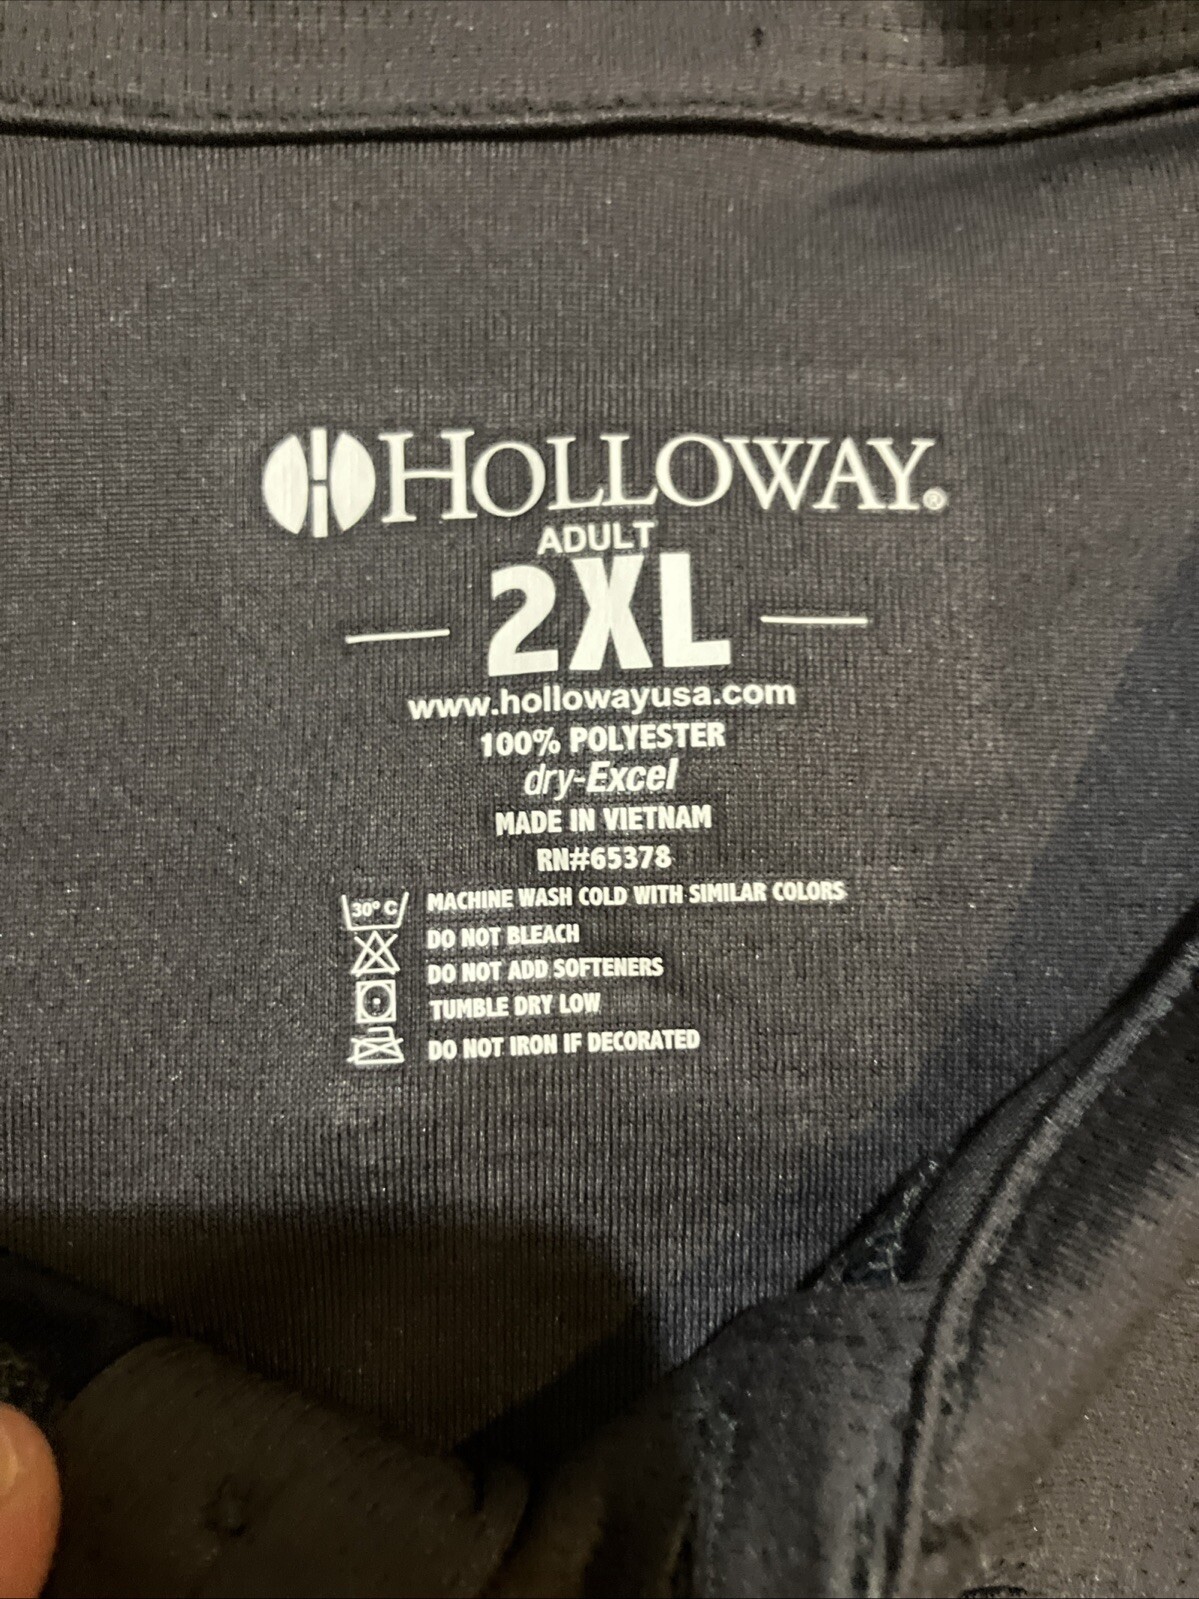 HOLLOWAY®
ADULT
2XL
www.hollowayusa.com
100% POLYESTER
dry-Excel
MADE IN VIETNAM
RN#65378
30° C MACHINE WASH COLD WITH SIMILAR COLORS
DO NOT BLEACH
DO NOT ADD SOFTENERS
TUMBLE DRY LOW
DO NOT IRON IF DECORATED